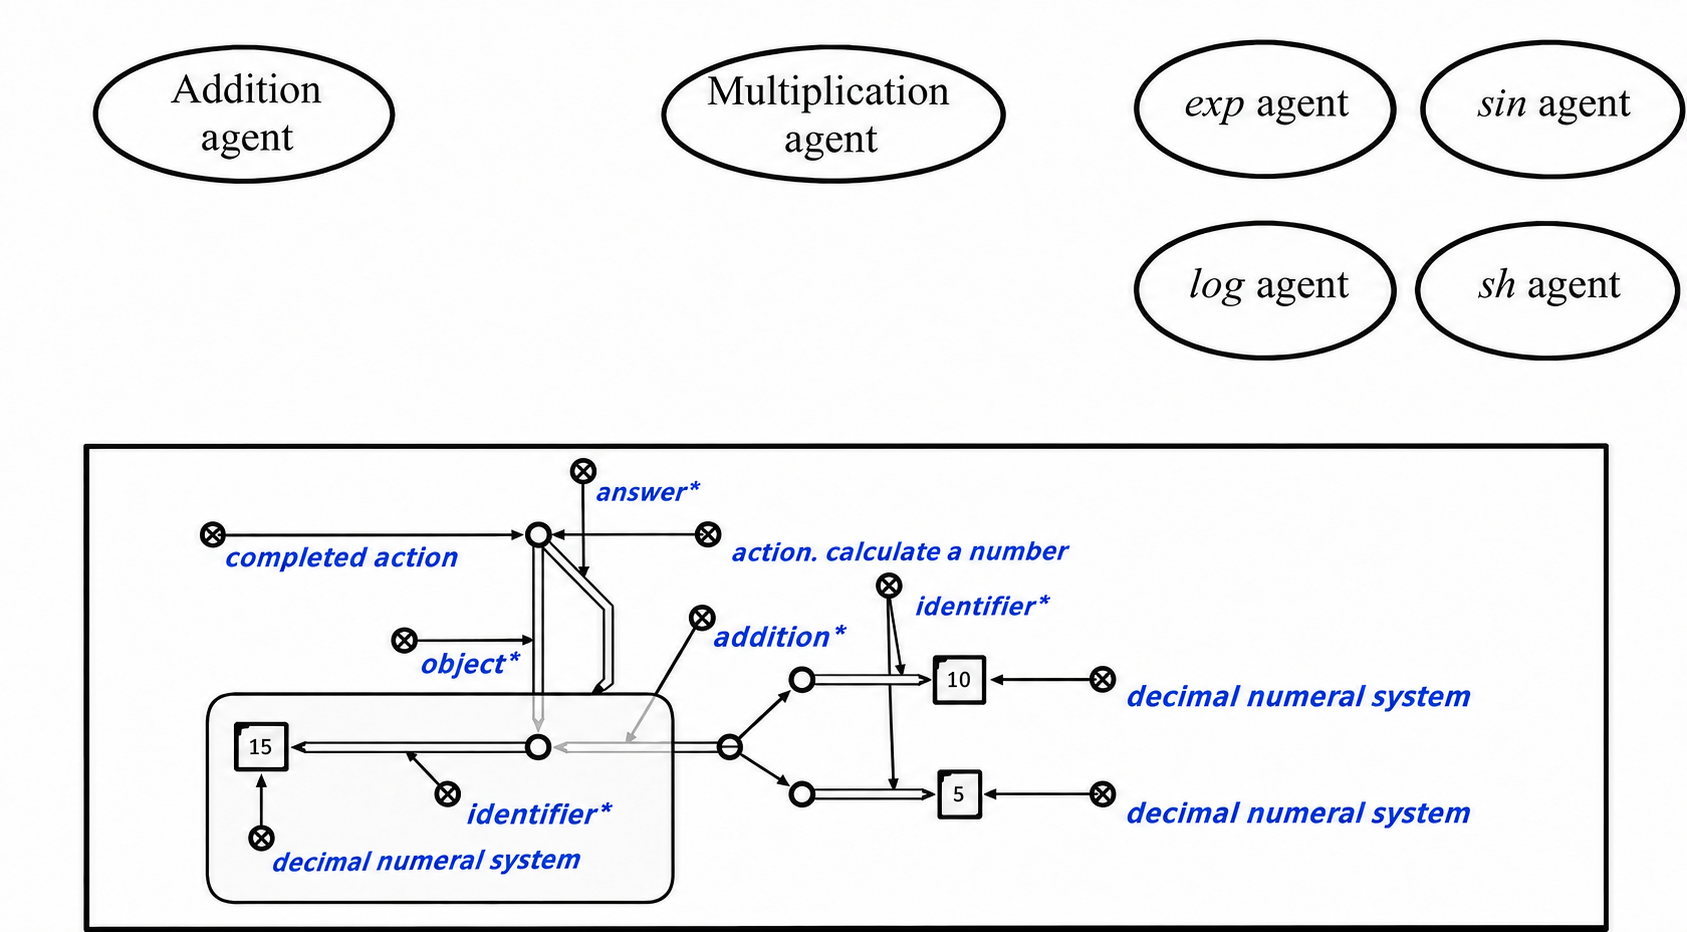 Addition
agent
Multiplication
agent
exp agent
sin agent
log agent
sh agent
answer*
completed action
action. calculate a number
identifier*
addition*
object*
10
decimal numeral system
15
identifier*
5
decimal numeral system
decimal numeral system